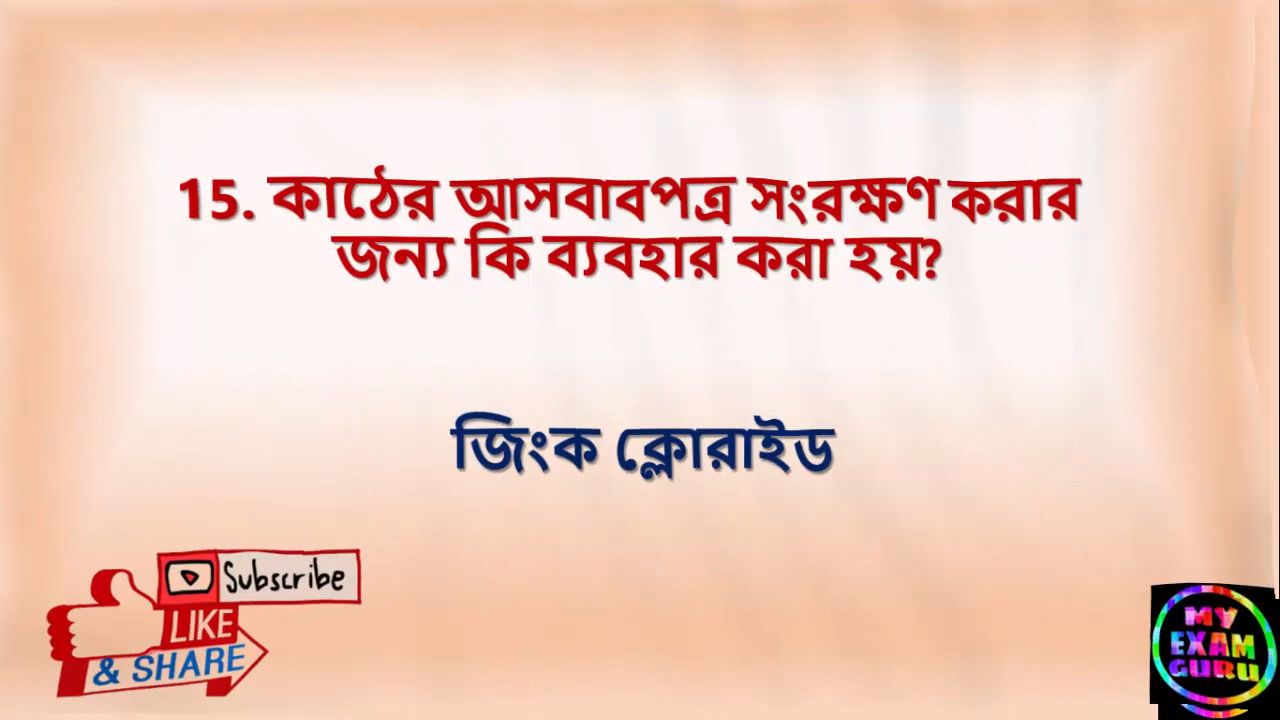 15. কাঠের আসবাবপত্র সংরক্ষণ করার
জন্য কি ব্যবহার করা হয়?
জিংক ক্লোরাইড
Subscribe
LIKE
& SHARE
MY
EXAM
GURU